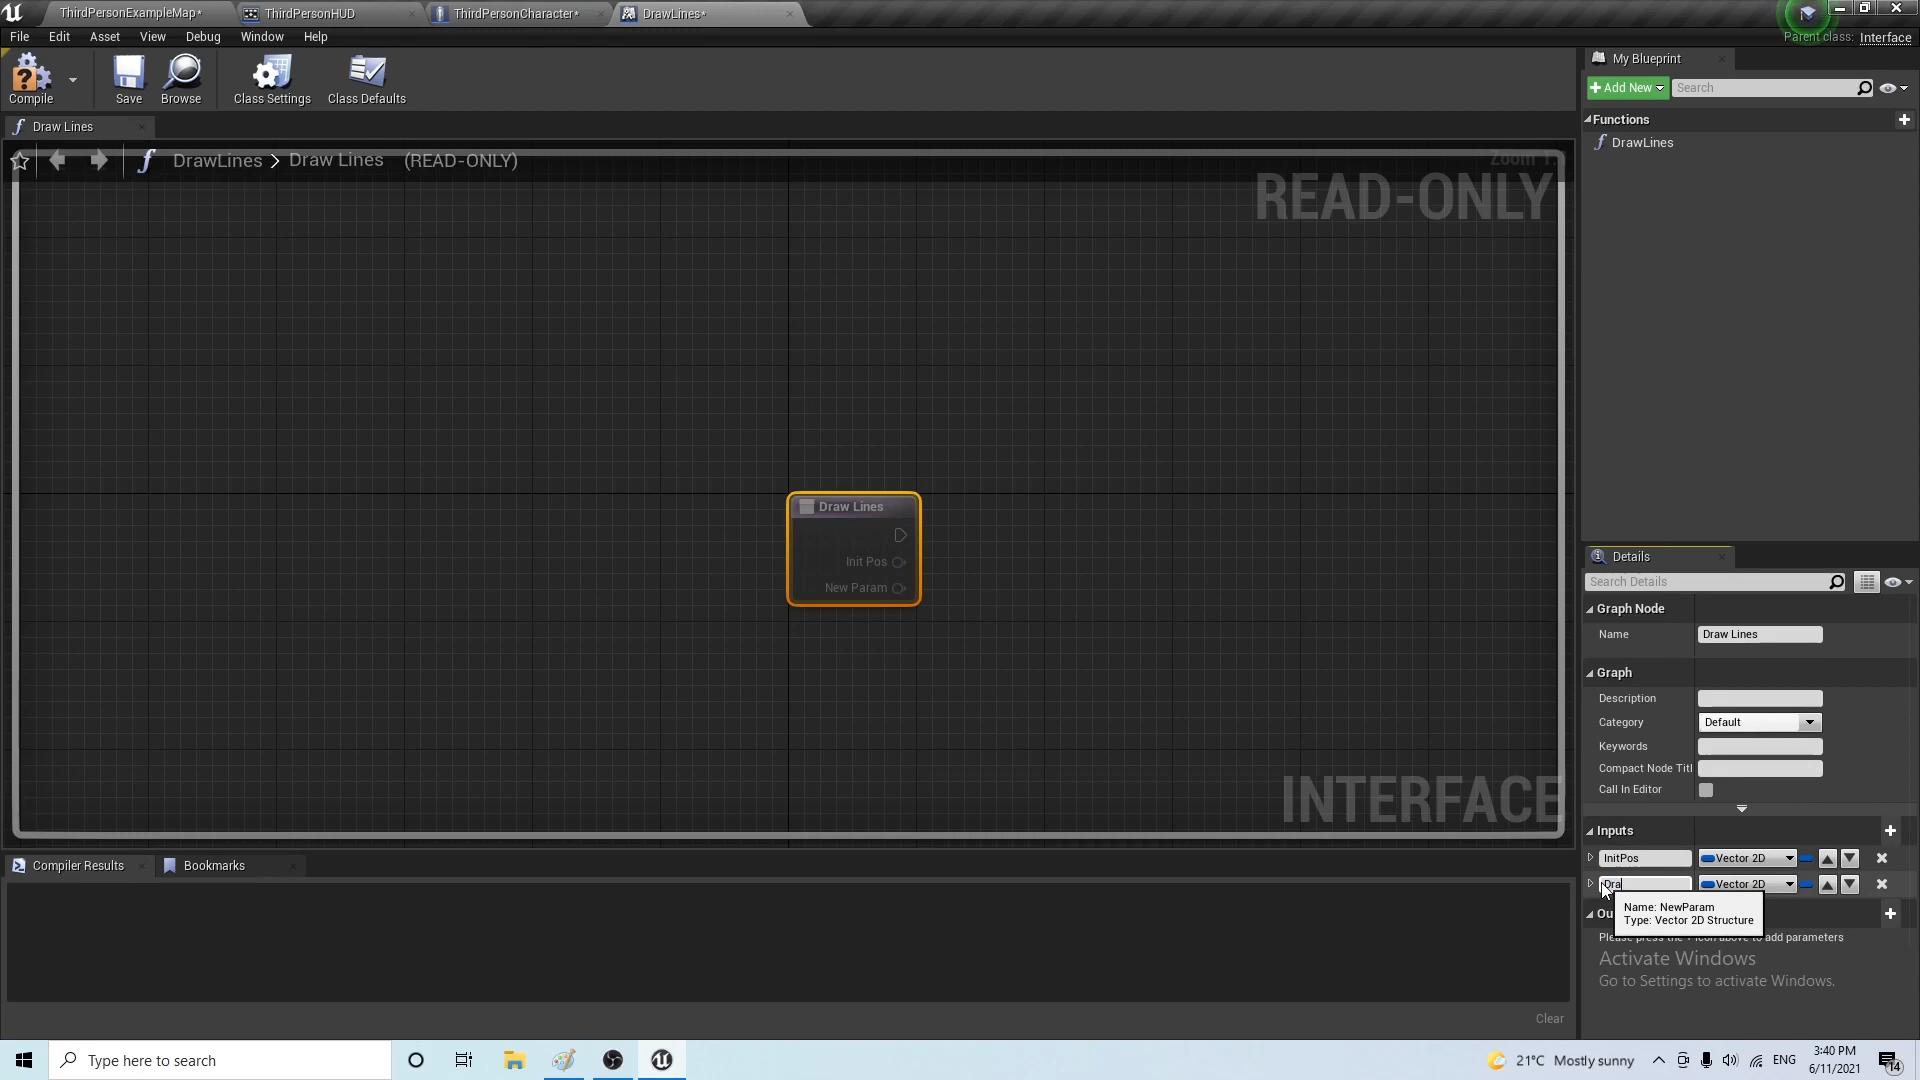 ThirdPersonExampleMap*
ThirdPersonHUD
ThirdPersonCharacter*
DrawLines*
File Edit Asset View Debug Window Help
Parent class: Interface
Compile
Save
Browse
Class Settings
Class Defaults
My Blueprint
Add New
Search
Functions
DrawLines
Draw Lines
DrawLines > Draw Lines (READ-ONLY)
READ-ONLY
Draw Lines
Init Pos
New Param
INTERFACE
Details
Search Details
Graph Node
Name Draw Lines
Graph
Description
Category Default
Keywords
Compact Node Titl
Call In Editor
Inputs
InitPos Vector 2D
Dra Vector 2D
Name: NewParam
Type: Vector 2D Structure
Ou
Please press the + icon above to add parameters
Activate Windows
Go to Settings to activate Windows.
Compiler Results
Bookmarks
Clear
Type here to search
21°C Mostly sunny
ENG
3:40 PM
6/11/2021
14